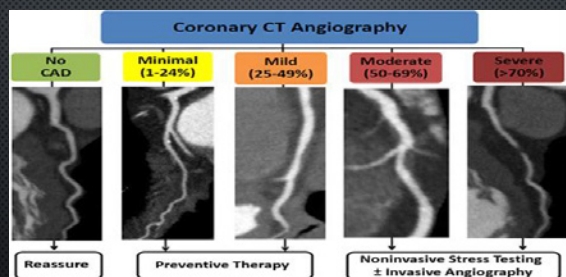 Coronary CT Angiography
No
CAD
Minimal
(1-24%)
Mild
(25-49%)
Moderate
(50-69%)
Severe
(>70%)
Reassure
Preventive Therapy
Noninvasive Stress Testing
± Invasive Angiography